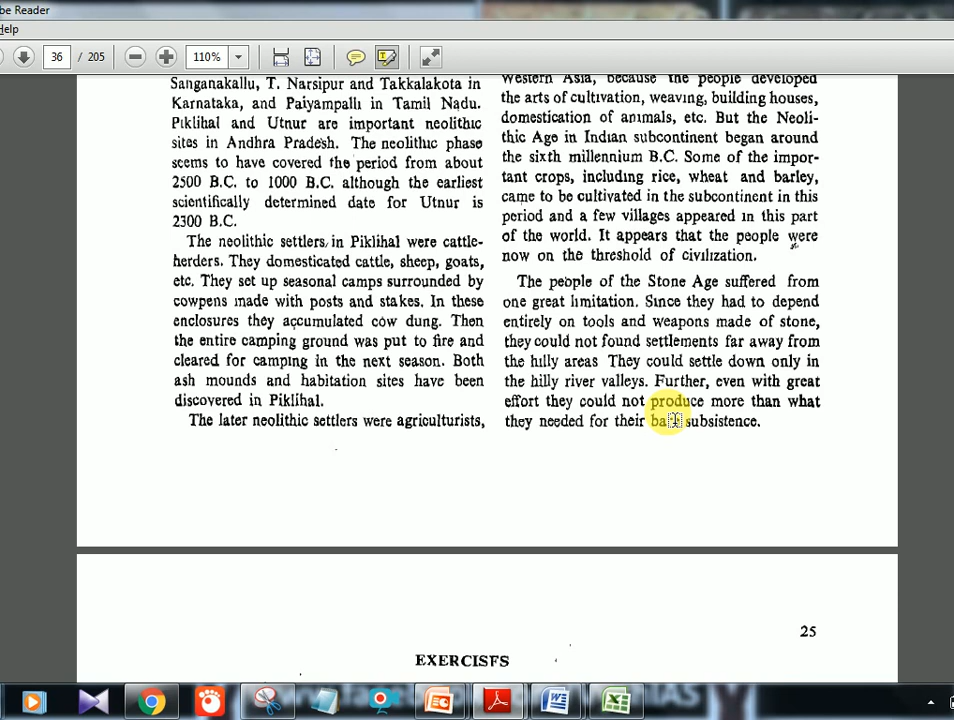 be Reader
Help
36 / 205
110%
Sanganakallu, T. Narsipur and Takkalakota in
Karnataka, and Paiyampalli in Tamil Nadu.
Piklihal and Utnur are important neolithic
sites in Andhra Pradesh. The neolithic phase
seems to have covered the period from about
2500 B.C. to 1000 B.C. although the earliest
scientifically determined date for Utnur is
2300 B.C.
The neolithic settlers in Piklihal were cattle-
herders. They domesticated cattle, sheep, goats,
etc. They set up seasonal camps surrounded by
cowpens made with posts and stakes. In these
enclosures they accumulated cow dung. Then
the entire camping ground was put to fire and
cleared for camping in the next season. Both
ash mounds and habitation sites have been
discovered in Piklihal.
The later neolithic settlers were agriculturists,
Western Asia, because the people developed
the arts of cultivation, weaving, building houses,
domestication of animals, etc. But the Neoli-
thic Age in Indian subcontinent began around
the sixth millennium B.C. Some of the impor-
tant crops, including rice, wheat and barley,
came to be cultivated in the subcontinent in this
period and a few villages appeared in this part
of the world. It appears that the people were
now on the threshold of civilization.
The people of the Stone Age suffered from
one great limitation. Since they had to depend
entirely on tools and weapons made of stone,
they could not found settlements far away from
the hilly areas They could settle down only in
the hilly river valleys. Further, even with great
effort they could not produce more than what
they needed for their subsistence.
25
EXERCISFS
IAS